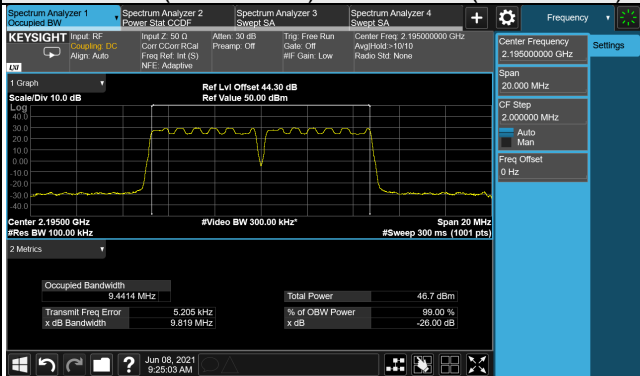 Spectrum Analyzer 1
Occupied BW
Spectrum Analyzer 2
Power Stat CCDF
Spectrum Analyzer 3
Swept SA
Spectrum Analyzer 4
Swept SA
Frequency
KEYSIGHT
Input: RF
Coupling: DC
Align: Auto
Input Z: 50 Ω
Corr CCorr RCal
Freq Ref: Int (S)
NFE: Adaptive
Atten: 30 dB
Preamp: Off
Trig: Free Run
Gate: Off
#IF Gain: Low
Center Freq: 2.195000000 GHz
Avg|Hold:>10/10
Radio Std: None
LXI
Center Frequency
2.195000000 GHz
Settings
Span
20.000 MHz
CF Step
2.000000 MHz
Auto
Man
Freq Offset
0 Hz
1 Graph
Scale/Div 10.0 dB
Ref Lvl Offset 44.30 dB
Ref Value 50.00 dBm
Log
40.0
30.0
20.0
10.0
0.00
-10.0
-20.0
-30.0
-40.0
Center 2.19500 GHz
#Video BW 300.00 kHz*
Span 20 MHz
#Res BW 100.00 kHz
#Sweep 300 ms (1001 pts)
2 Metrics
Occupied Bandwidth
9.4414 MHz
Total Power 46.7 dBm
Transmit Freq Error 5.205 kHz
% of OBW Power 99.00 %
x dB Bandwidth 9.819 MHz
x dB -26.00 dB
?
Jun 08, 2021
9:25:03 AM